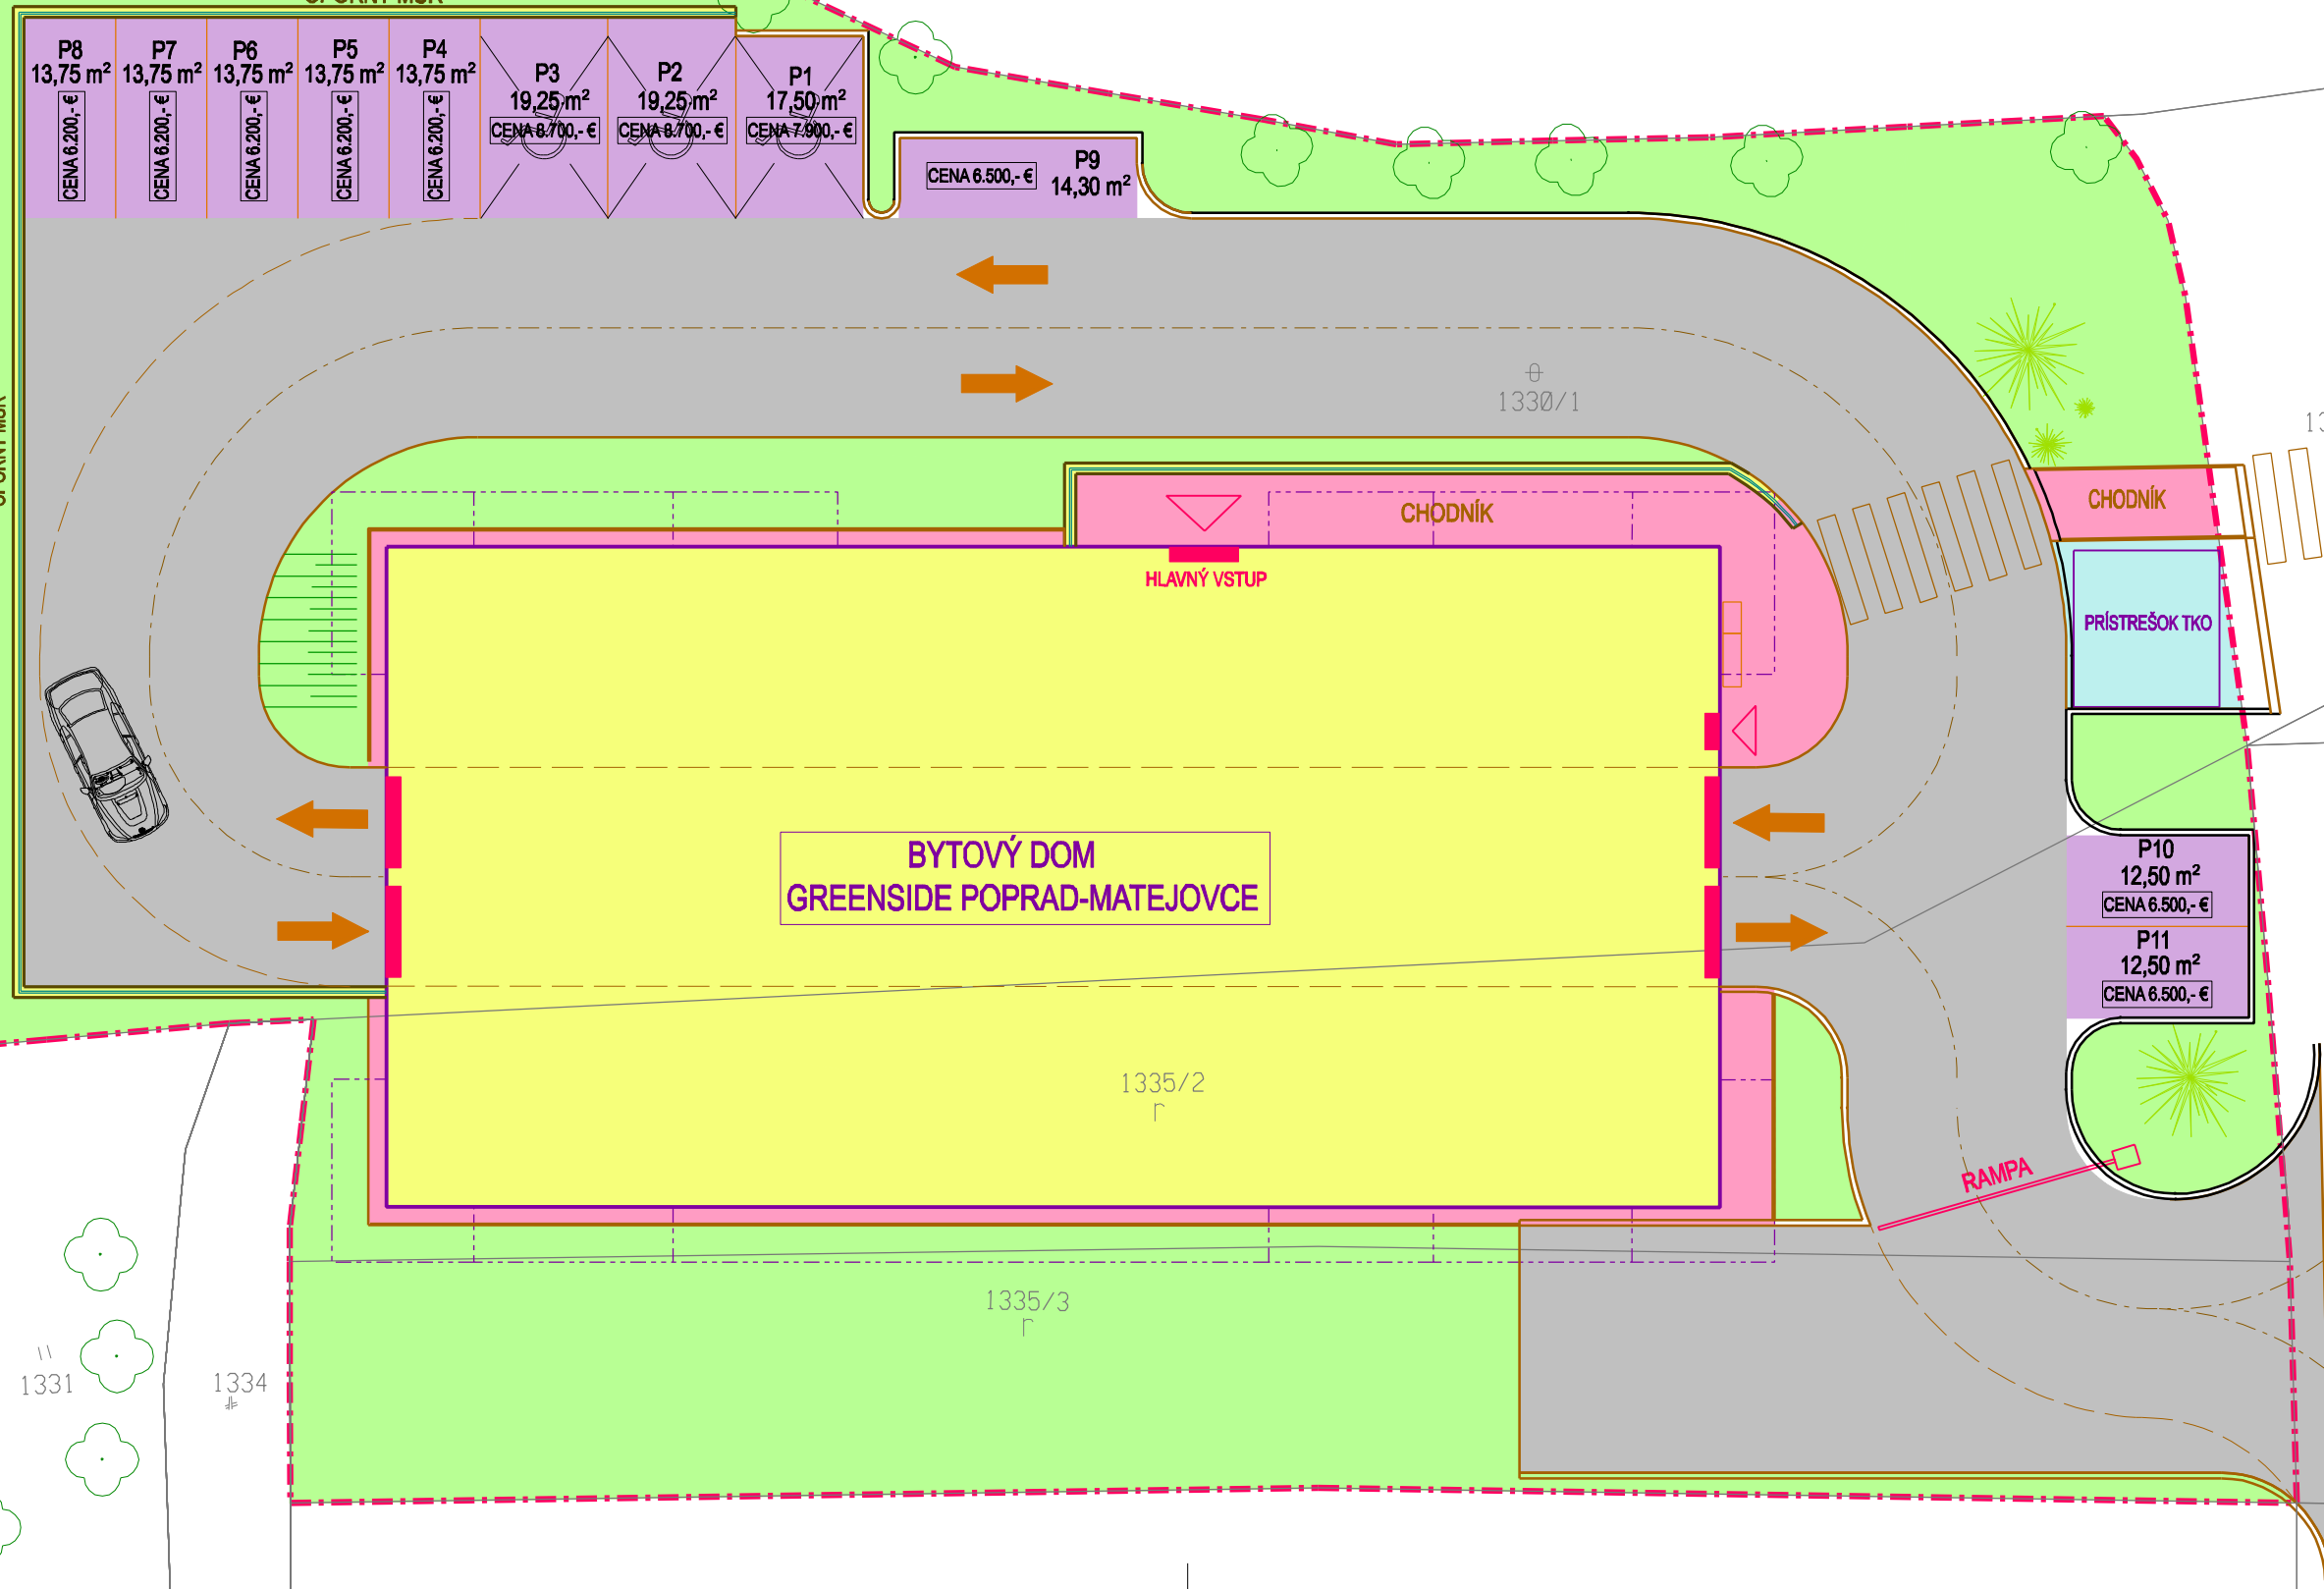 P8
13,75 m²
CENA 6.200,- €
P7
13,75 m²
CENA 6.200,- €
P6
13,75 m²
CENA 6.200,- €
P5
13,75 m²
CENA 6.200,- €
P4
13,75 m²
CENA 6.200,- €
P3
19,25 m²
CENA 8.700,- €
P2
19,25 m²
CENA 8.700,- €
P1
17,50 m²
CENA 7.900,- €
P9
14,30 m²
CENA 6.500,- €
1330/1
CHODNÍK
CHODNÍK
HLAVNÝ VSTUP
PRÍSTREŠOK TKO
BYTOVÝ DOM
GREENSIDE POPRAD-MATEJOVCE
P10
12,50 m²
CENA 6.500,- €
P11
12,50 m²
CENA 6.500,- €
1335/2
r
RAMPA
1335/3
r
1331
1334